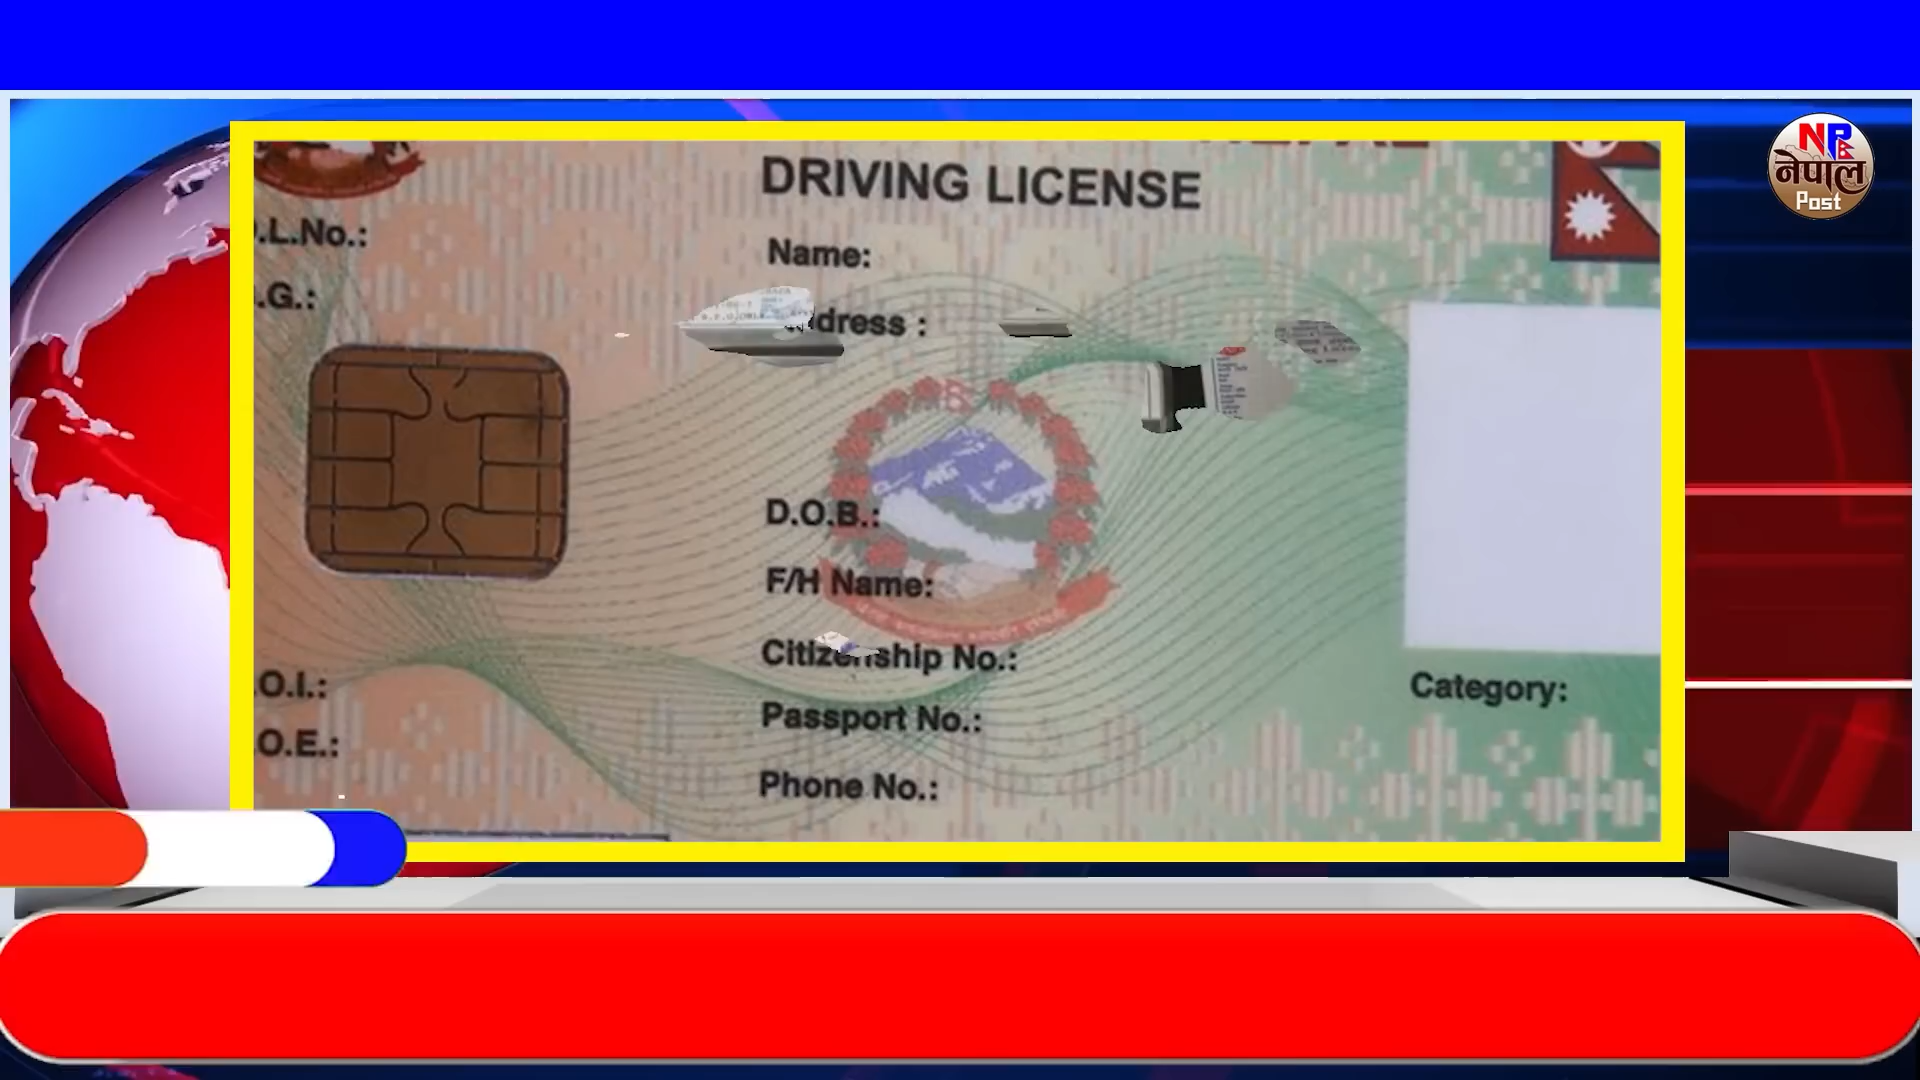 NP
नेपाल
Post
DRIVING LICENSE
.L.No.:
Name:
.G.:
dress :
D.O.B.:
F/H Name:
Citizenship No.:
.O.I.:
Category:
Passport No.:
.O.E.:
Phone No.: